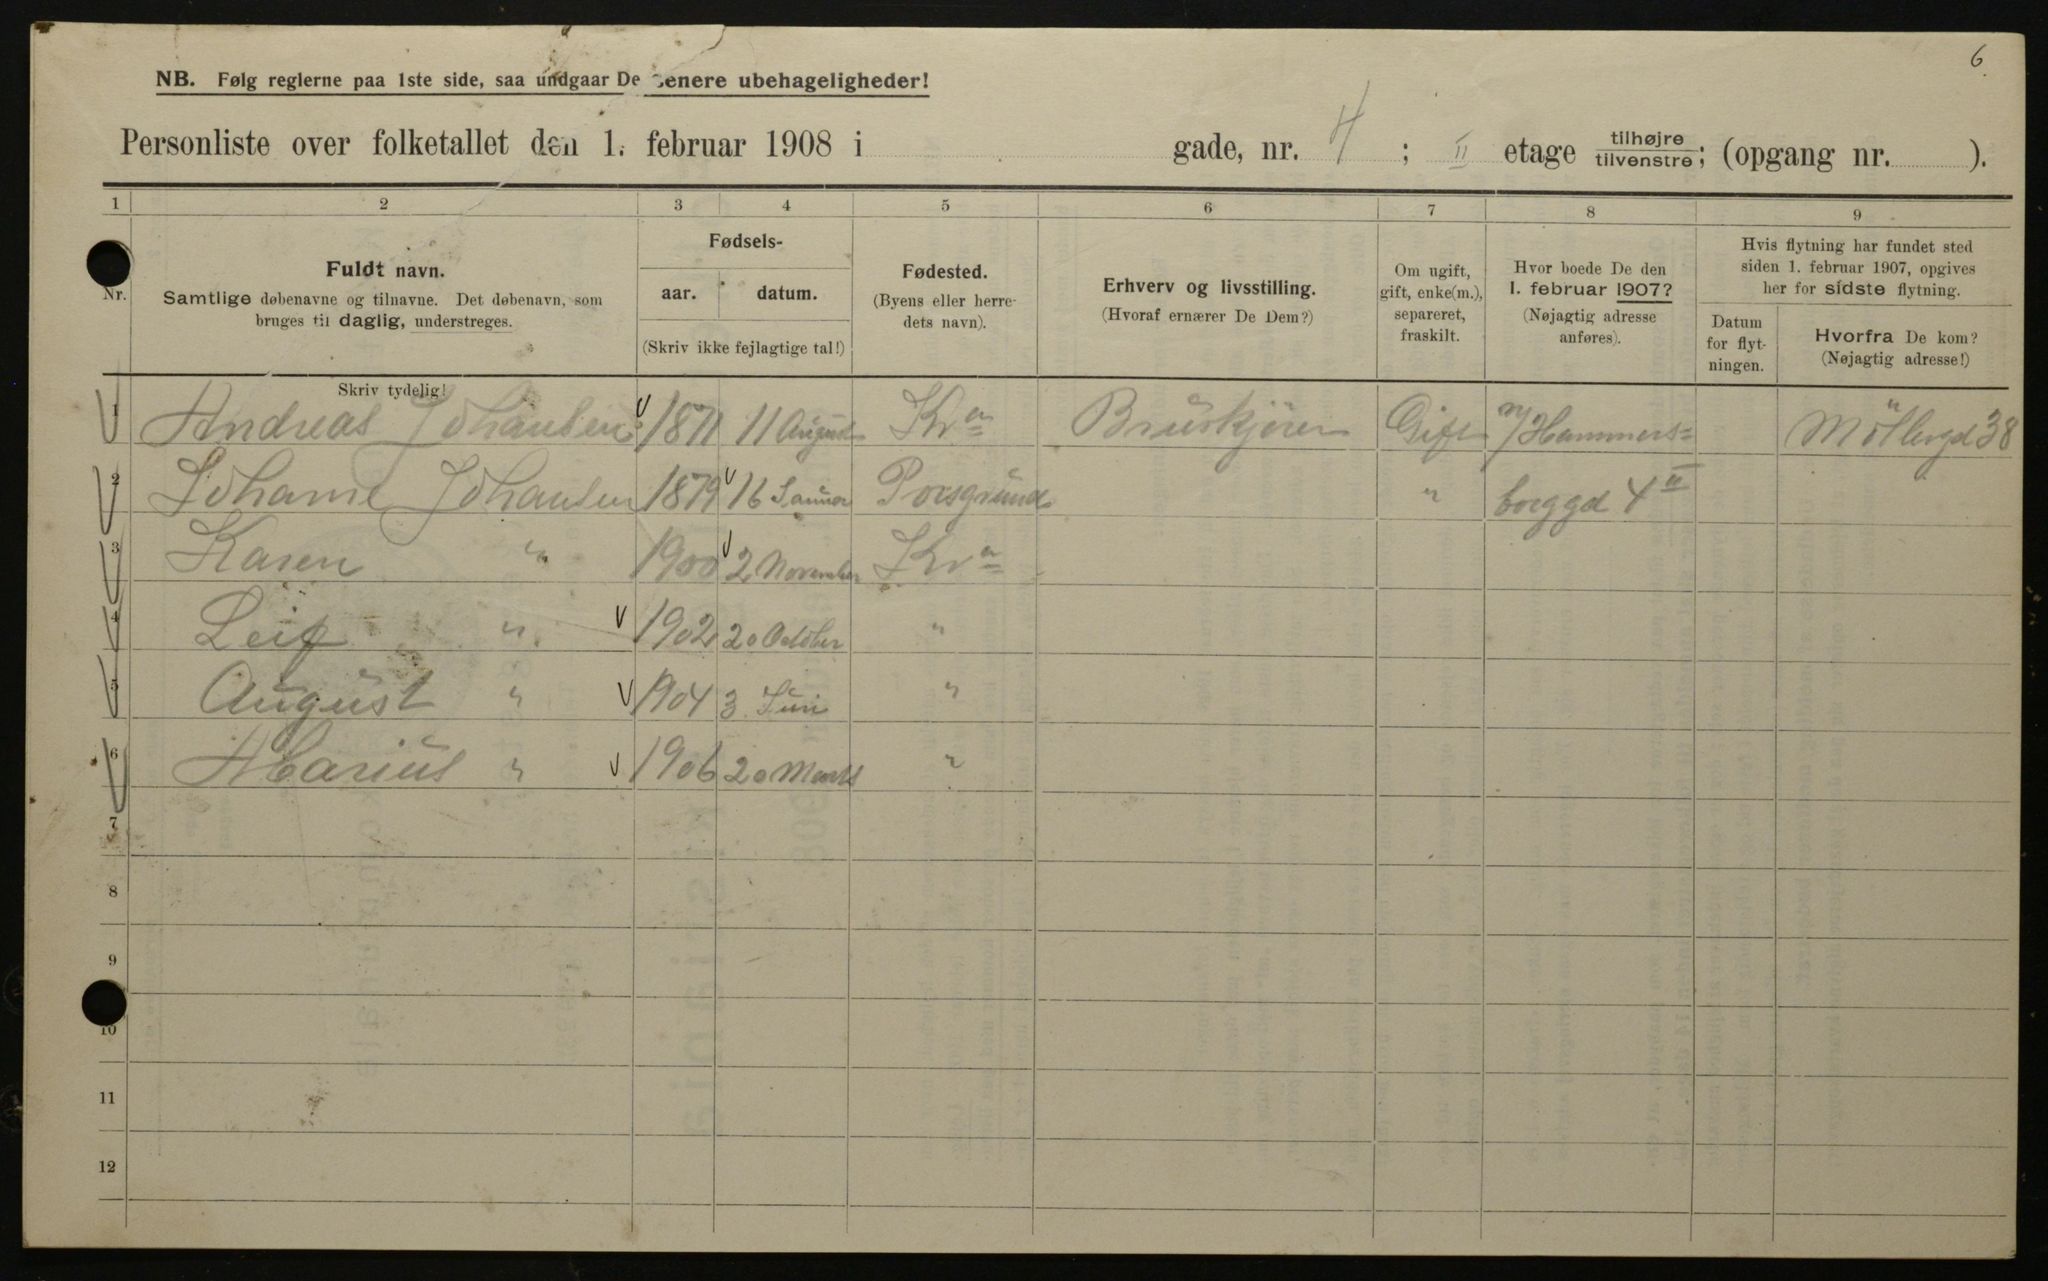 6
NB. Følg reglerne paa 1ste side, saa undgaar De senere ubehageligheder!
Personliste over folketallet den 1. februar 1908 i gade, nr. 4 ; II etage tilhøjre tilvenstre; (opgang nr. ).
1 2 3 4 5 6 7 8 9
Nr.
Fuldt navn.
Samtlige døbenavne og tilnavne. Det døbenavn, som
bruges til daglig, understreges.
Skriv tydelig!
Fødsels-
aar. datum.
(Skriv ikke fejlagtige tal!)
Fødested.
(Byens eller herre-
dets navn).
Erhverv og livsstilling.
(Hvoraf ernærer De Dem?)
Om ugift,
gift, enke(m.),
separeret,
fraskilt.
Hvor boede De den
1. februar 1907?
(Nøjagtig adresse
anføres).
Hvis flytning har fundet sted
siden 1. februar 1907, opgives
her for sidste flytning.
Datum
for flyt-
ningen.
Hvorfra De kom?
(Nøjagtig adresse!)
1 Andreas Johansen 1871 11 August Kra Bruskjører Gift Hammers= Möllergd 38
2 Johanne Johansen 1879 16 Januar Porsgrund " borggd 4 II
3 Karen " 1900 2 November Kra
4 Leif " 1902 20 October "
5 August " 1904 3 Juni "
6 Marius " 1906 20 Marts "
7
8
9
10
11
12